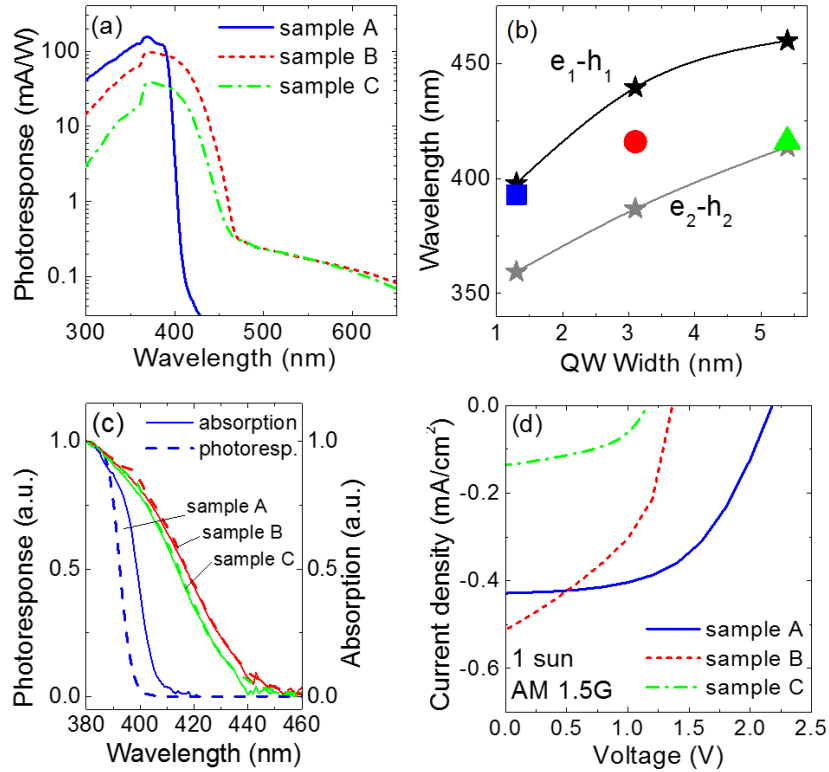 (a)
sample A
sample B
sample C
100
10
1
0.1
300 400 500 600
Photoresponse (mA/W)
Wavelength (nm)
(b)
e₁-h₁
e₂-h₂
450
400
350
1 2 3 4 5
Wavelength (nm)
QW Width (nm)
(c)
absorption
photoresp.
sample A
sample B
sample C
1.0 1.0
0.5 0.5
0.0 0.0
380 400 420 440 460
Photoresponse (a.u.)
Absorption (a.u.)
Wavelength (nm)
(d)
0.0
-0.2
-0.4
-0.6
sample A
sample B
sample C
1 sun
AM 1.5G
0.0 0.5 1.0 1.5 2.0 2.5
Current density (mA/cm²)
Voltage (V)